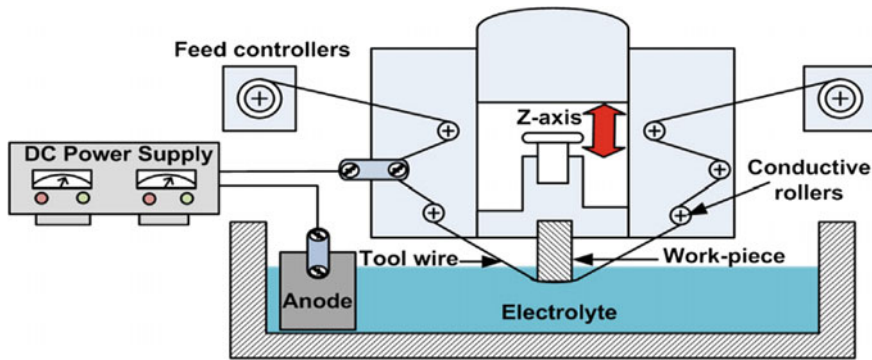 Feed controllers
Z-axis
DC Power Supply
Conductive
rollers
Tool wire
Work-piece
Anode
Electrolyte